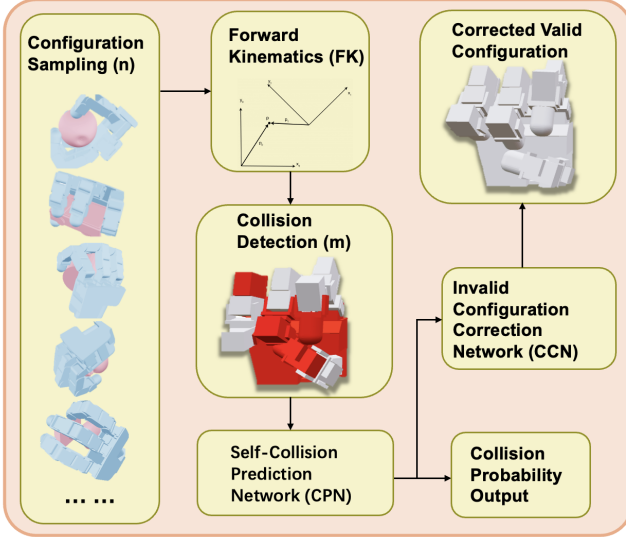 Configuration
Sampling (n)
... ...
Forward
Kinematics (FK)
Collision
Detection (m)
Self-Collision
Prediction
Network (CPN)
Corrected Valid
Configuration
Invalid
Configuration
Correction
Network (CCN)
Collision
Probability
Output